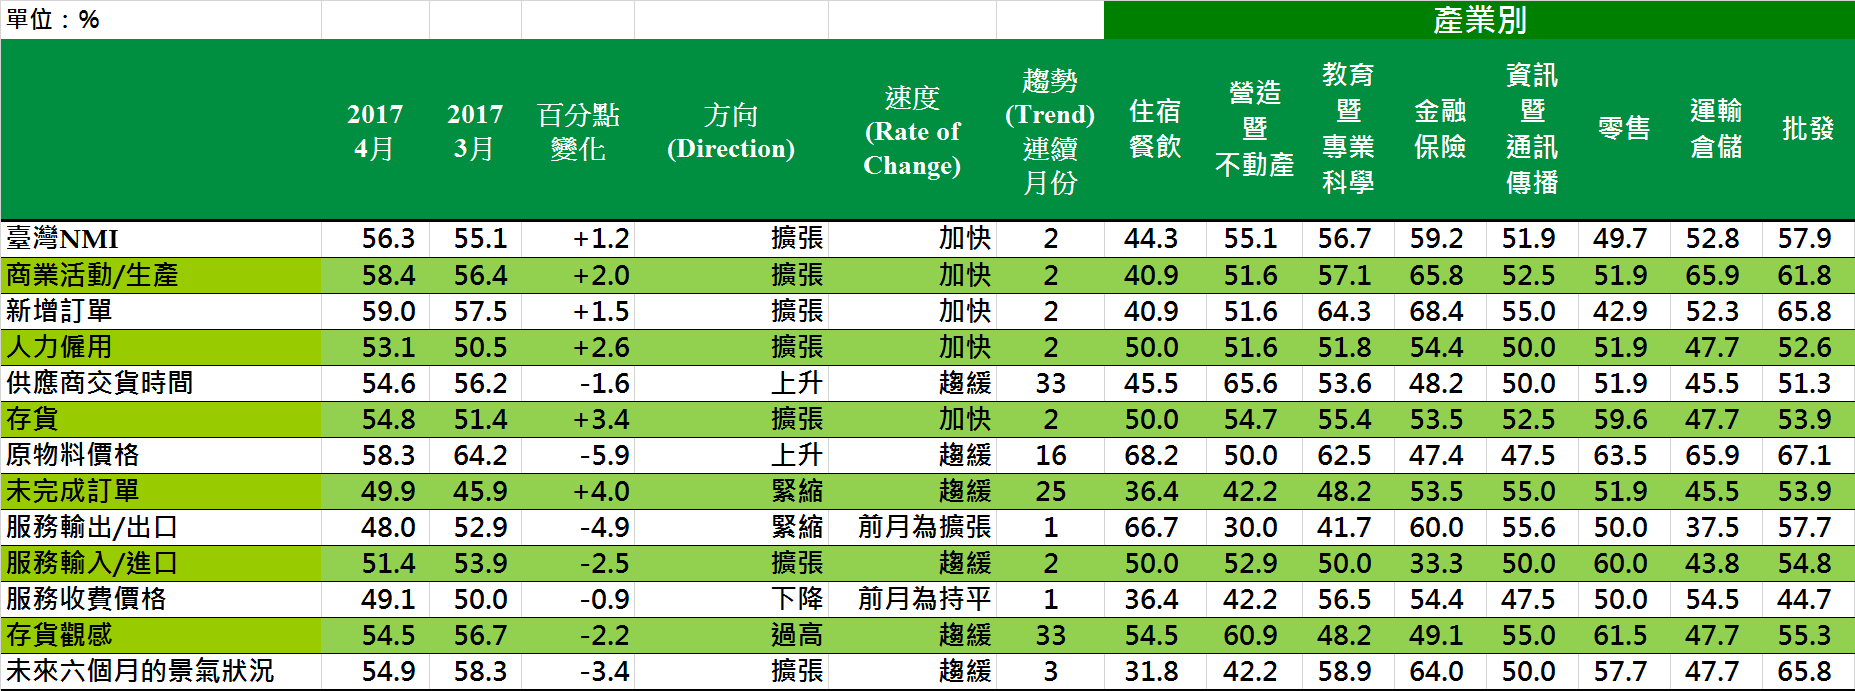 單位：% 產業別
2017 4月 2017 3月 百分點變化 方向 (Direction) 速度 (Rate of Change) 趨勢 (Trend) 連續月份 住宿餐飲 營造暨不動產 教育暨專業科學 金融保險 資訊暨通訊傳播 零售 運輸倉儲 批發
臺灣NMI 56.3 55.1 +1.2 擴張 加快 2 44.3 55.1 56.7 59.2 51.9 49.7 52.8 57.9
商業活動/生產 58.4 56.4 +2.0 擴張 加快 2 40.9 51.6 57.1 65.8 52.5 51.9 65.9 61.8
新增訂單 59.0 57.5 +1.5 擴張 加快 2 40.9 51.6 64.3 68.4 55.0 42.9 52.3 65.8
人力僱用 53.1 50.5 +2.6 擴張 加快 2 50.0 51.6 51.8 54.4 50.0 51.9 47.7 52.6
供應商交貨時間 54.6 56.2 -1.6 上升 趨緩 33 45.5 65.6 53.6 48.2 50.0 51.9 45.5 51.3
存貨 54.8 51.4 +3.4 擴張 加快 2 50.0 54.7 55.4 53.5 52.5 59.6 47.7 53.9
原物料價格 58.3 64.2 -5.9 上升 趨緩 16 68.2 50.0 62.5 47.4 47.5 63.5 65.9 67.1
未完成訂單 49.9 45.9 +4.0 緊縮 趨緩 25 36.4 42.2 48.2 53.5 55.0 51.9 45.5 53.9
服務輸出/出口 48.0 52.9 -4.9 緊縮 前月為擴張 1 66.7 30.0 41.7 60.0 55.6 50.0 37.5 57.7
服務輸入/進口 51.4 53.9 -2.5 擴張 趨緩 2 50.0 52.9 50.0 33.3 50.0 60.0 43.8 54.8
服務收費價格 49.1 50.0 -0.9 下降 前月為持平 1 36.4 42.2 56.5 54.4 47.5 50.0 54.5 44.7
存貨觀感 54.5 56.7 -2.2 過高 趨緩 33 54.5 60.9 48.2 49.1 55.0 61.5 47.7 55.3
未來六個月的景氣狀況 54.9 58.3 -3.4 擴張 趨緩 3 31.8 42.2 58.9 64.0 50.0 57.7 47.7 65.8